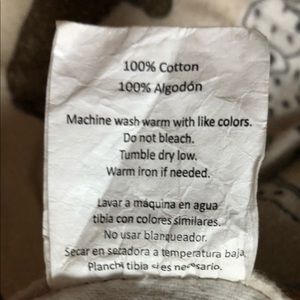 100% Cotton
100% Algodón
Machine wash warm with like colors.
Do not bleach.
Tumble dry low.
Warm iron if needed.
Lavar a máquina en agua
tibia con colores similares.
No usar blanqueador.
Secar en secadora a temperatura baja.
Plancha tibia si es necesario.